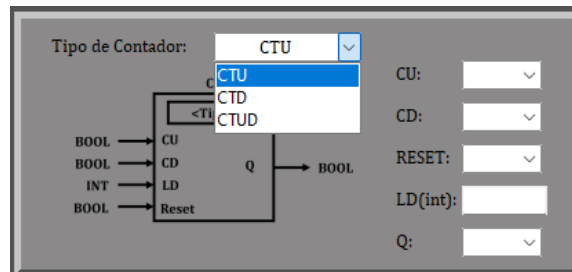 Tipo de Contador: CTU
CTU
CTD
CTUD
C
<Ti
BOOL CU
BOOL CD Q BOOL
INT LD
BOOL Reset
CU:
CD:
RESET:
LD(int):
Q: